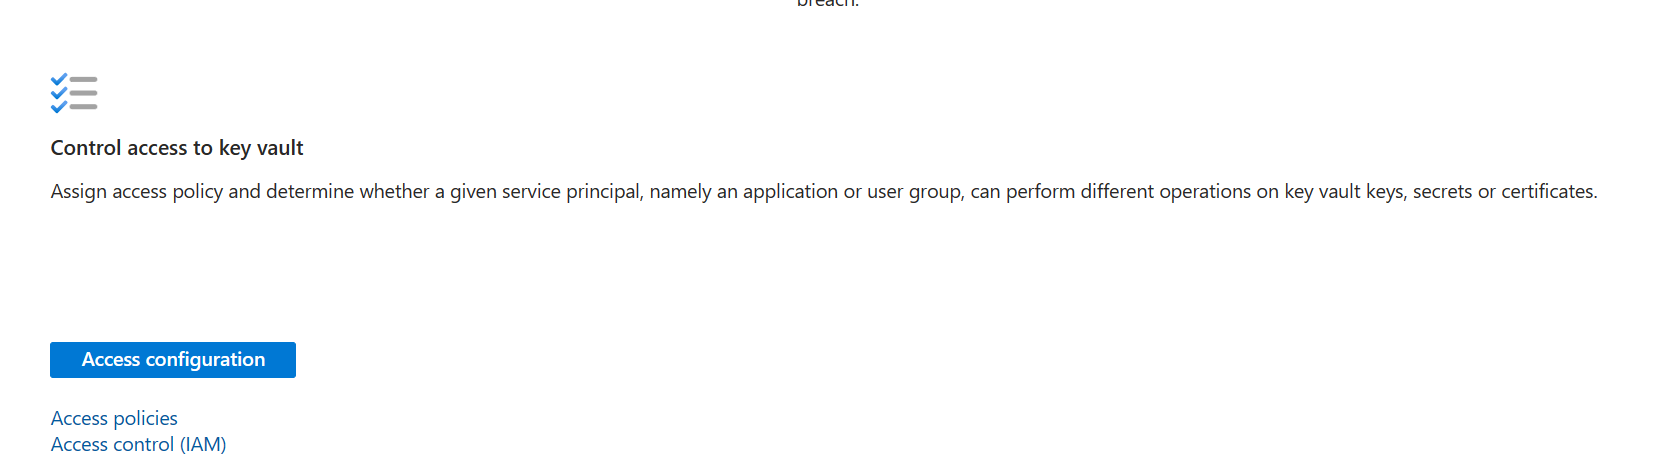 breach.
Control access to key vault
Assign access policy and determine whether a given service principal, namely an application or user group, can perform different operations on key vault keys, secrets or certificates.
Access configuration
Access policies
Access control (IAM)